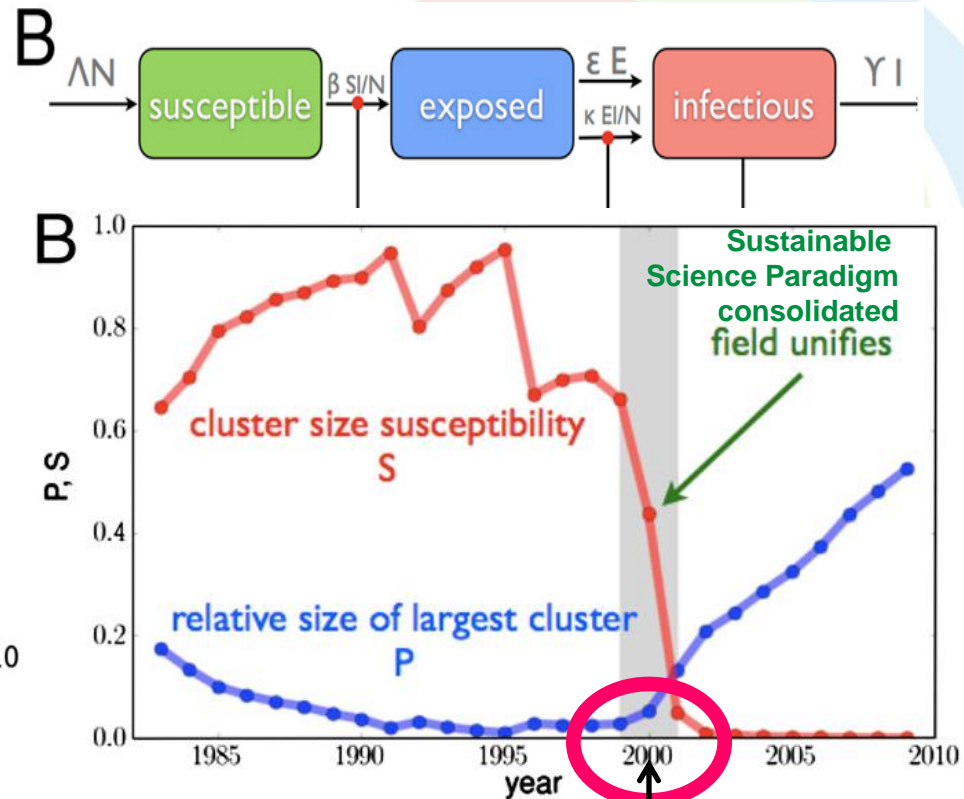 B
ΛN
susceptible
β SI/N
exposed
ε E
κ EI/N
infectious
ϒ I
B
1.0
0.8
0.6
0.4
0.2
0.0
P, S
Sustainable
Science Paradigm
consolidated
field unifies
cluster size susceptibility
S
relative size of largest cluster
P
.0
1985
1990
1995
2000
2005
2010
year